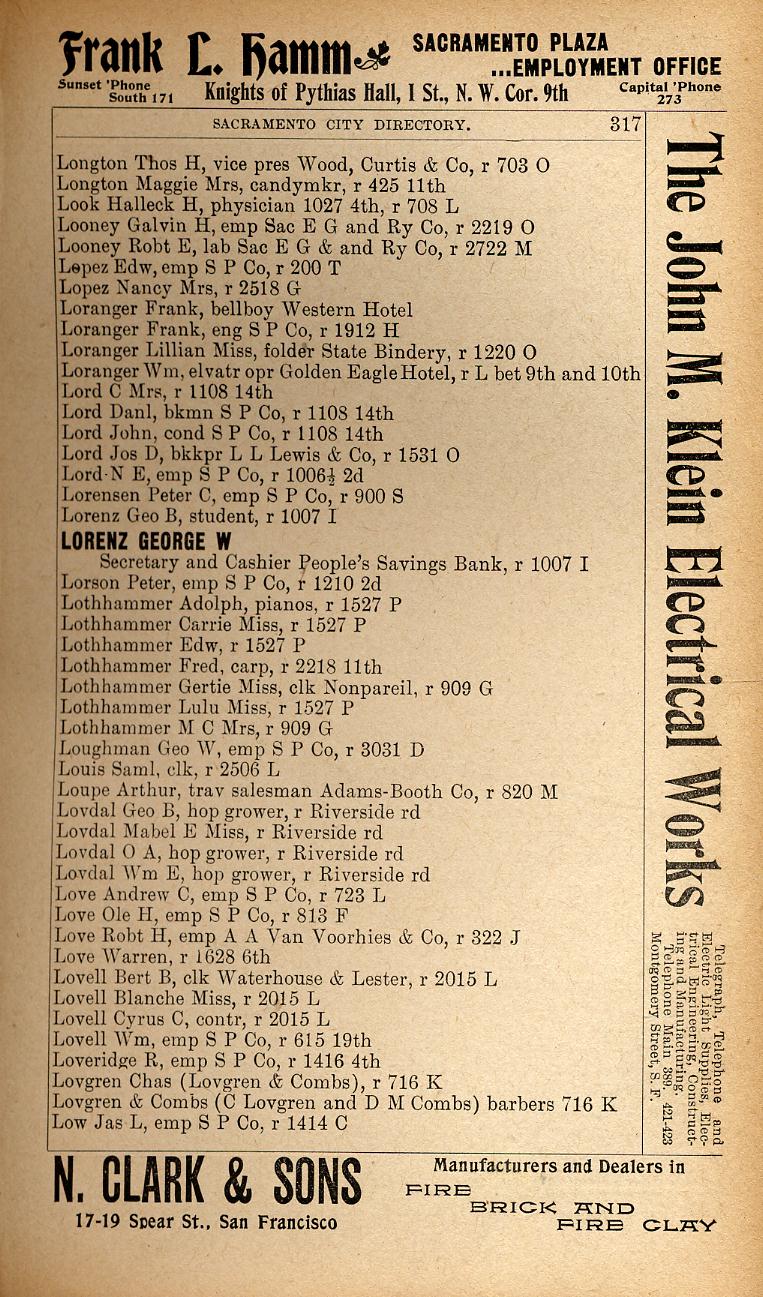 Frank L. Hamm
SACRAMENTO PLAZA
...EMPLOYMENT OFFICE
Sunset 'Phone
South 171
Knights of Pythias Hall, I St., N. W. Cor. 9th
Capital 'Phone
273
SACRAMENTO CITY DIRECTORY. 317
Longton Thos H, vice pres Wood, Curtis & Co, r 703 O
Longton Maggie Mrs, candymkr, r 425 11th
Look Halleck H, physician 1027 4th, r 708 L
Looney Galvin H, emp Sac E G and Ry Co, r 2219 O
Looney Robt E, lab Sac E G & and Ry Co, r 2722 M
Lopez Edw, emp S P Co, r 200 T
Lopez Nancy Mrs, r 2518 G
Loranger Frank, bellboy Western Hotel
Loranger Frank, eng S P Co, r 1912 H
Loranger Lillian Miss, folder State Bindery, r 1220 O
Loranger Wm, elvatr opr Golden Eagle Hotel, r L bet 9th and 10th
Lord C Mrs, r 1108 14th
Lord Danl, bkmn S P Co, r 1108 14th
Lord John, cond S P Co, r 1108 14th
Lord Jos D, bkkpr L L Lewis & Co, r 1531 O
Lord N E, emp S P Co, r 1006½ 2d
Lorensen Peter C, emp S P Co, r 900 S
Lorenz Geo B, student, r 1007 I
LORENZ GEORGE W
Secretary and Cashier People's Savings Bank, r 1007 I
Lorson Peter, emp S P Co, r 1210 2d
Lothhammer Adolph, pianos, r 1527 P
Lothhammer Carrie Miss, r 1527 P
Lothhammer Edw, r 1527 P
Lothhammer Fred, carp, r 2218 11th
Lothhammer Gertie Miss, clk Nonpareil, r 909 G
Lothhammer Lulu Miss, r 1527 P
Lothhammer M C Mrs, r 909 G
Loughman Geo W, emp S P Co, r 3031 D
Louis Saml, clk, r 2506 L
Loupe Arthur, trav salesman Adams-Booth Co, r 820 M
Lovdal Geo B, hop grower, r Riverside rd
Lovdal Mabel E Miss, r Riverside rd
Lovdal O A, hop grower, r Riverside rd
Lovdal Wm E, hop grower, r Riverside rd
Love Andrew C, emp S P Co, r 723 L
Love Ole H, emp S P Co, r 813 F
Love Robt H, emp A A Van Voorhies & Co, r 322 J
Love Warren, r 1628 6th
Lovell Bert B, clk Waterhouse & Lester, r 2015 L
Lovell Blanche Miss, r 2015 L
Lovell Cyrus C, contr, r 2015 L
Lovell Wm, emp S P Co, r 615 19th
Loveridge R, emp S P Co, r 1416 4th
Lovgren Chas (Lovgren & Combs), r 716 K
Lovgren & Combs (C Lovgren and D M Combs) barbers 716 K
Low Jas L, emp S P Co, r 1414 C
The John M. Klein Electrical Works
Telegraph, Telephone and
Electric Light Supplies, Elec-
trical Engineering, Construct-
ing and Manufacturing.
Telephone Main 389. 421-423
Montgomery Street, S. F.
N. CLARK & SONS
17-19 Spear St., San Francisco
Manufacturers and Dealers in
FIRE
BRICK AND
FIRE CLAY